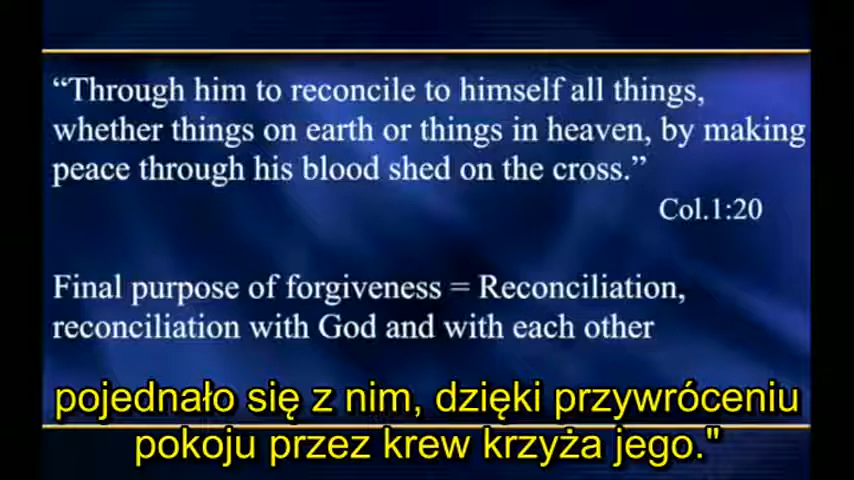 “Through him to reconcile to himself all things,
whether things on earth or things in heaven, by making
peace through his blood shed on the cross.”
Col.1:20
Final purpose of forgiveness = Reconciliation,
reconciliation with God and with each other
pojednało się z nim, dzięki przywróceniu
pokoju przez krew krzyża jego."